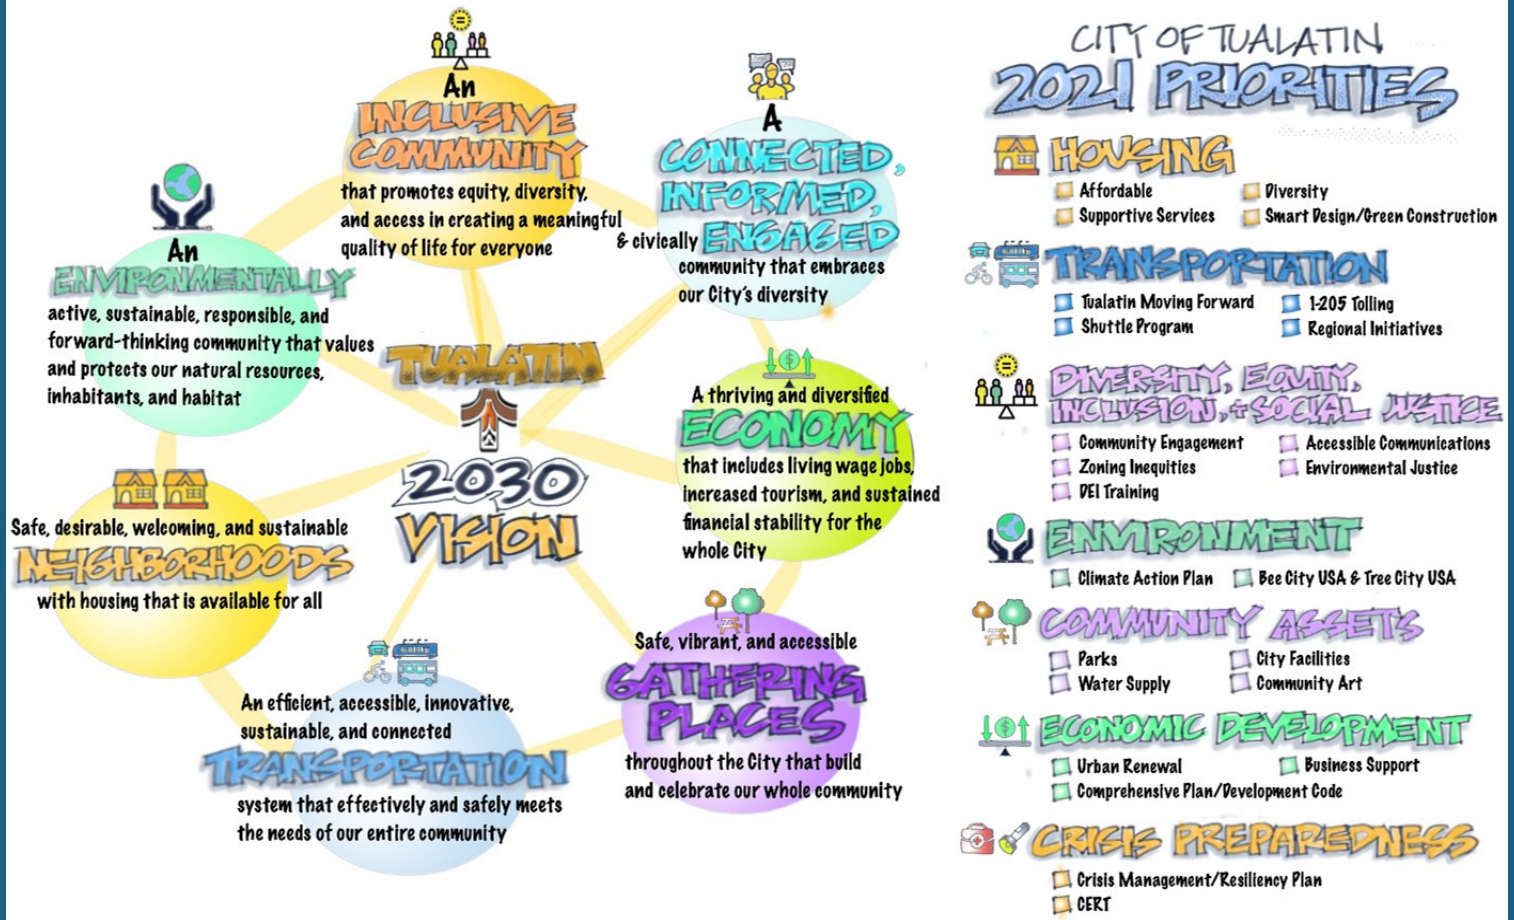 An
INCLUSIVE
COMMUNITY
that promotes equity, diversity,
and access in creating a meaningful
quality of life for everyone
A
CONNECTED,
INFORMED,
& civically ENGAGED
community that embraces
our City's diversity
An
ENVIRONMENTALLY
active, sustainable, responsible, and
forward-thinking community that values
and protects our natural resources,
inhabitants, and habitat
TUALATIN
2030
VISION
A thriving and diversified
ECONOMY
that includes living wage jobs,
increased tourism, and sustained
financial stability for the
whole City
Safe, desirable, welcoming, and sustainable
NEIGHBORHOODS
with housing that is available for all
Safe, vibrant, and accessible
GATHERING
PLACES
throughout the City that build
and celebrate our whole community
An efficient, accessible, innovative,
sustainable, and connected
TRANSPORTATION
system that effectively and safely meets
the needs of our entire community
CITY OF TUALATIN
2021 PRIORITIES
HOUSING
Affordable
Diversity
Supportive Services
Smart Design/Green Construction
TRANSPORTATION
Tualatin Moving Forward
I-205 Tolling
Shuttle Program
Regional Initiatives
DIVERSITY, EQUITY,
INCLUSION, + SOCIAL JUSTICE
Community Engagement
Accessible Communications
Zoning Inequities
Environmental Justice
DEI Training
ENVIRONMENT
Climate Action Plan
Bee City USA & Tree City USA
COMMUNITY ASSETS
Parks
City Facilities
Water Supply
Community Art
ECONOMIC DEVELOPMENT
Urban Renewal
Business Support
Comprehensive Plan/Development Code
CRISIS PREPAREDNESS
Crisis Management/Resiliency Plan
CERT